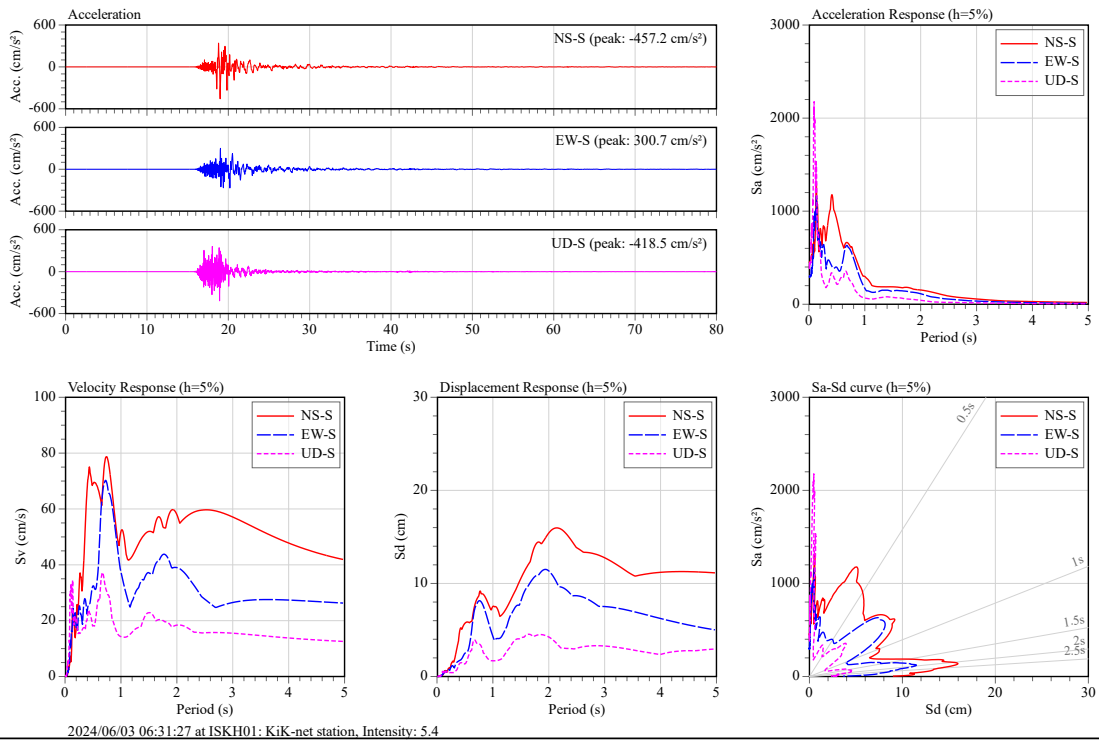 Acceleration
NS-S (peak: -457.2 cm/s²)
EW-S (peak: 300.7 cm/s²)
UD-S (peak: -418.5 cm/s²)
Acc. (cm/s²)
600
0
-600
Acc. (cm/s²)
600
0
-600
Acc. (cm/s²)
600
0
-600
0 10 20 30 40 50 60 70 80
Time (s)
Acceleration Response (h=5%)
NS-S
EW-S
UD-S
Sa (cm/s²)
3000
2000
1000
0
0 1 2 3 4 5
Period (s)
Velocity Response (h=5%)
NS-S
EW-S
UD-S
Sv (cm/s)
100
80
60
40
20
0
0 1 2 3 4 5
Period (s)
Displacement Response (h=5%)
NS-S
EW-S
UD-S
Sd (cm)
30
20
10
0
0 1 2 3 4 5
Period (s)
Sa-Sd curve (h=5%)
NS-S
EW-S
UD-S
0.5s
1s
1.5s
2s
2.5s
Sa (cm/s²)
3000
2000
1000
0
0 10 20 30
Sd (cm)
2024/06/03 06:31:27 at ISKH01: KiK-net station, Intensity: 5.4